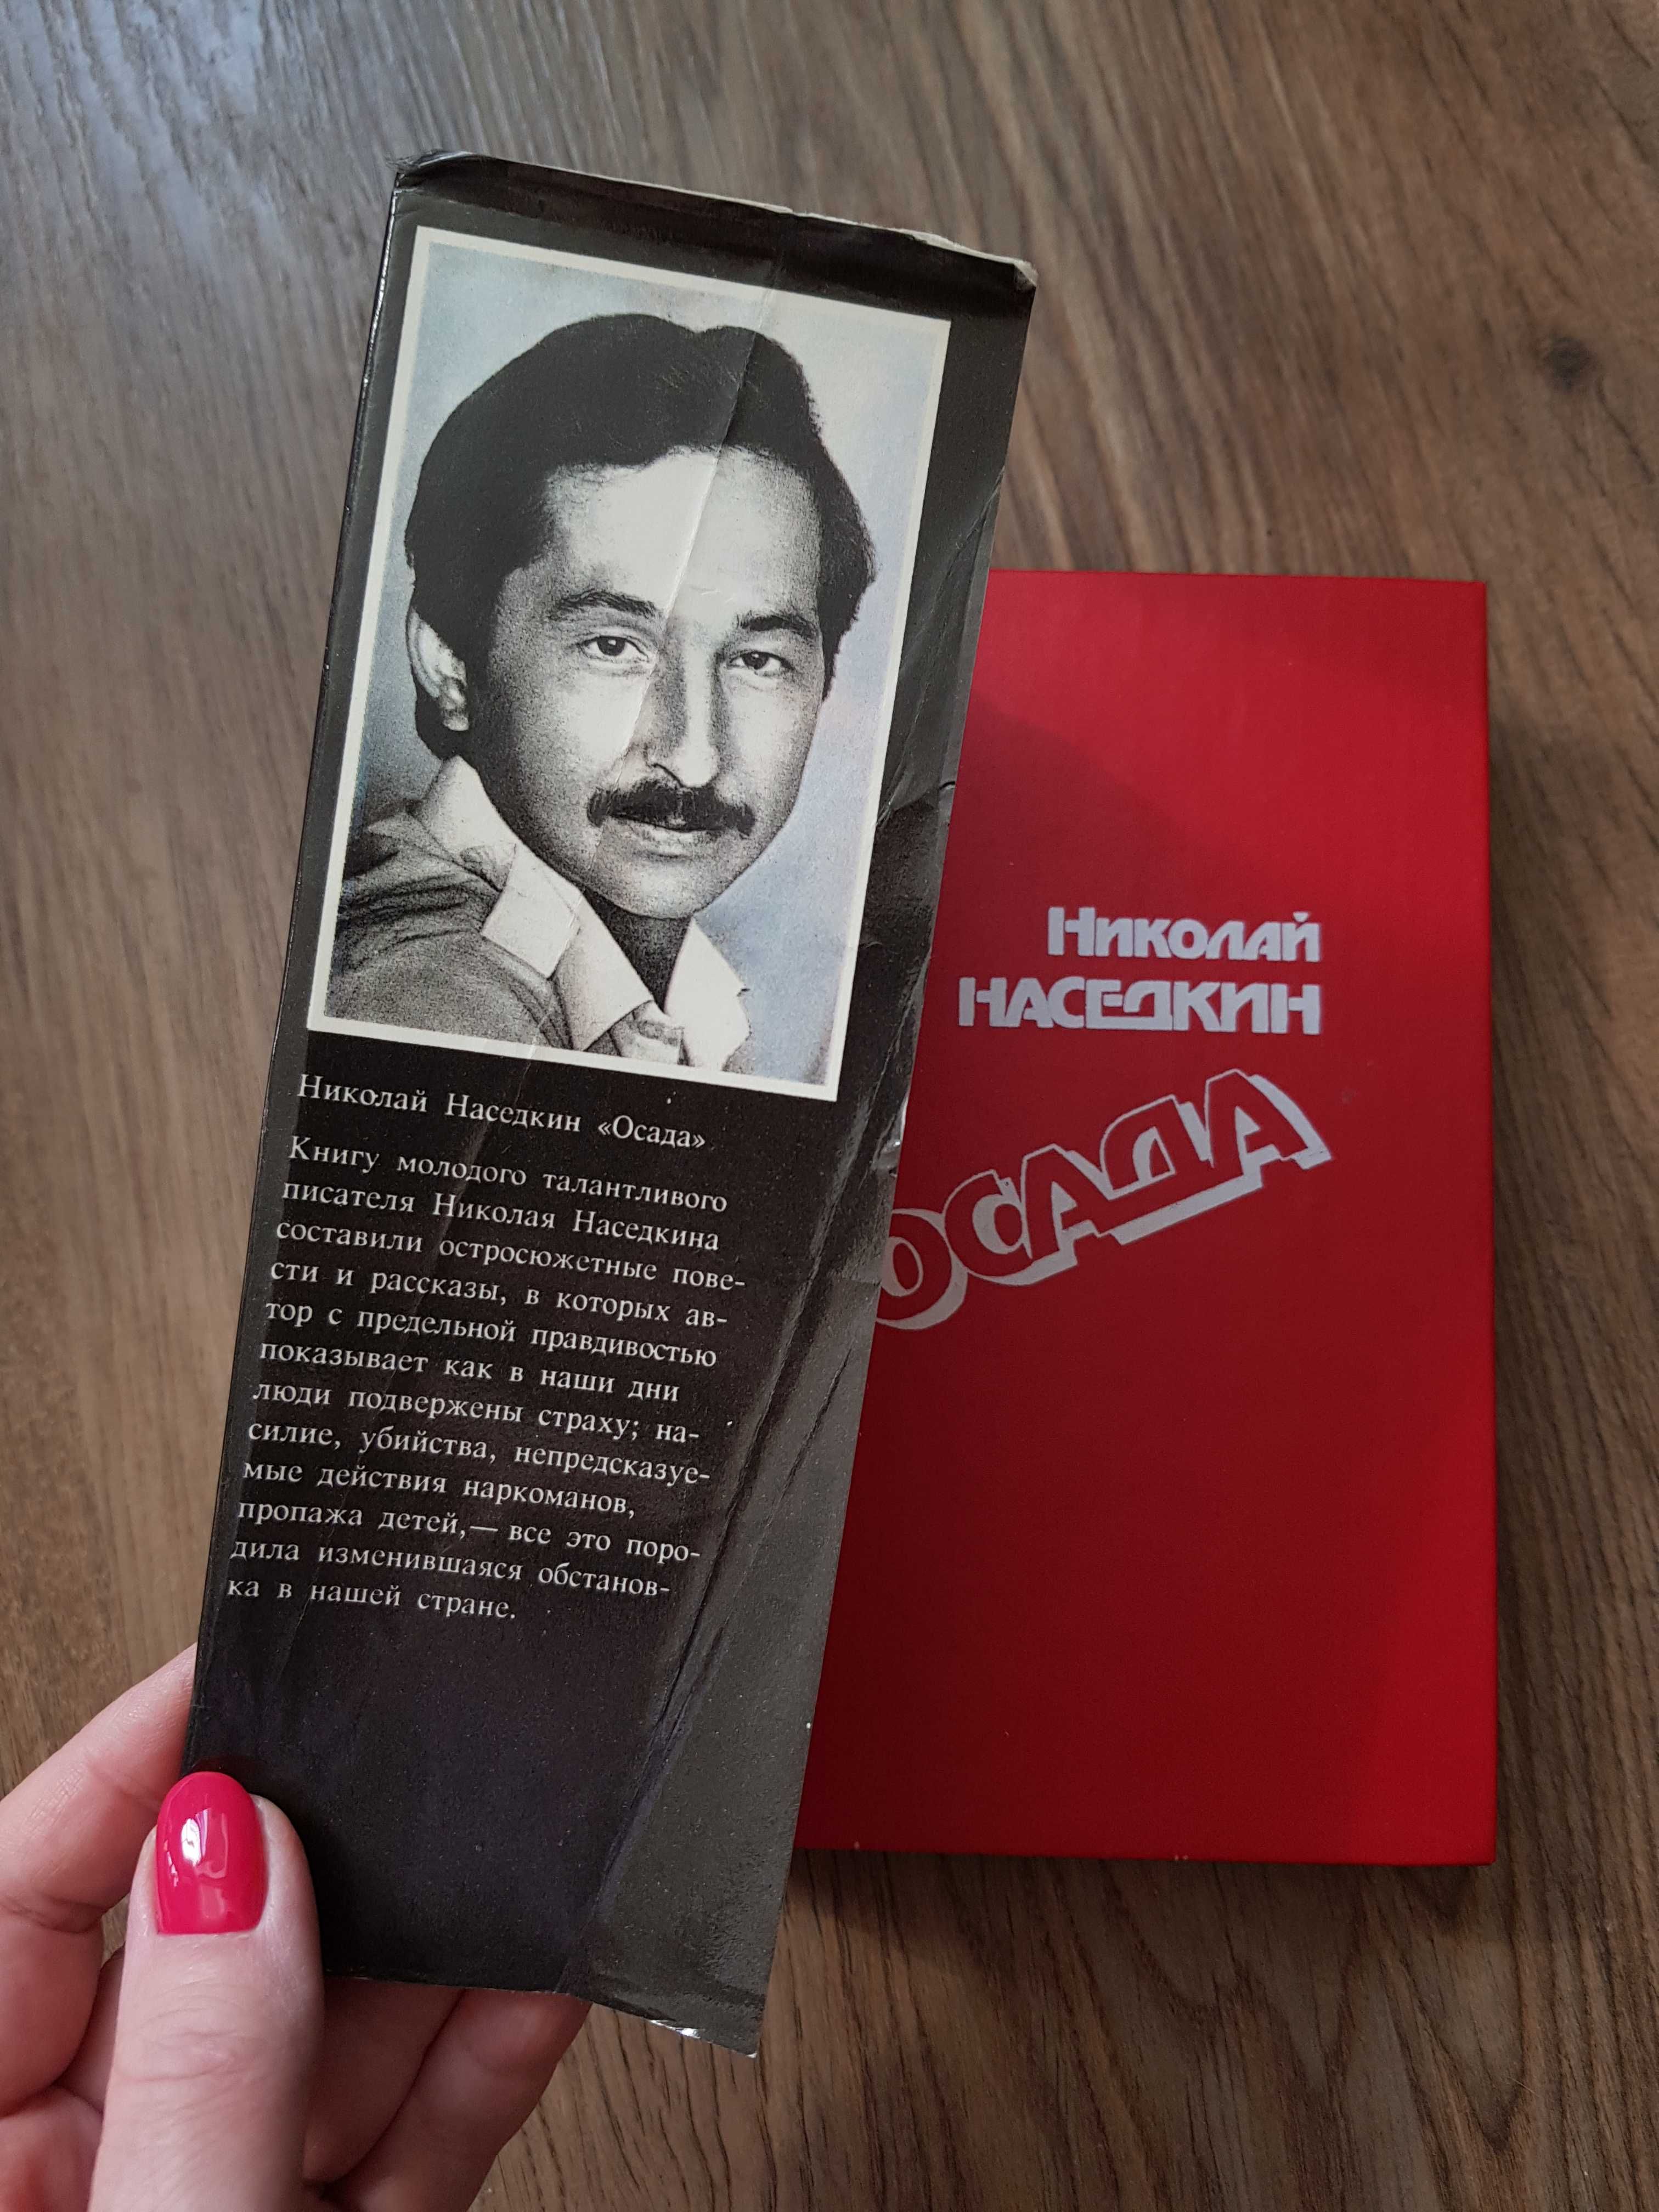 Николай Наседкин «Осада»
Книгу молодого талантливого
писателя Николая Наседкина
составили остросюжетные пове-
сти и рассказы, в которых ав-
тор с предельной правдивостью
показывает как в наши дни
люди подвержены страху; на-
силие, убийства, непредсказуе-
мые действия наркоманов,
пропажа детей,— все это поро-
дила изменившаяся обстанов-
ка в нашей стране.
Николай
НАСЕДКИН
ОСАДА